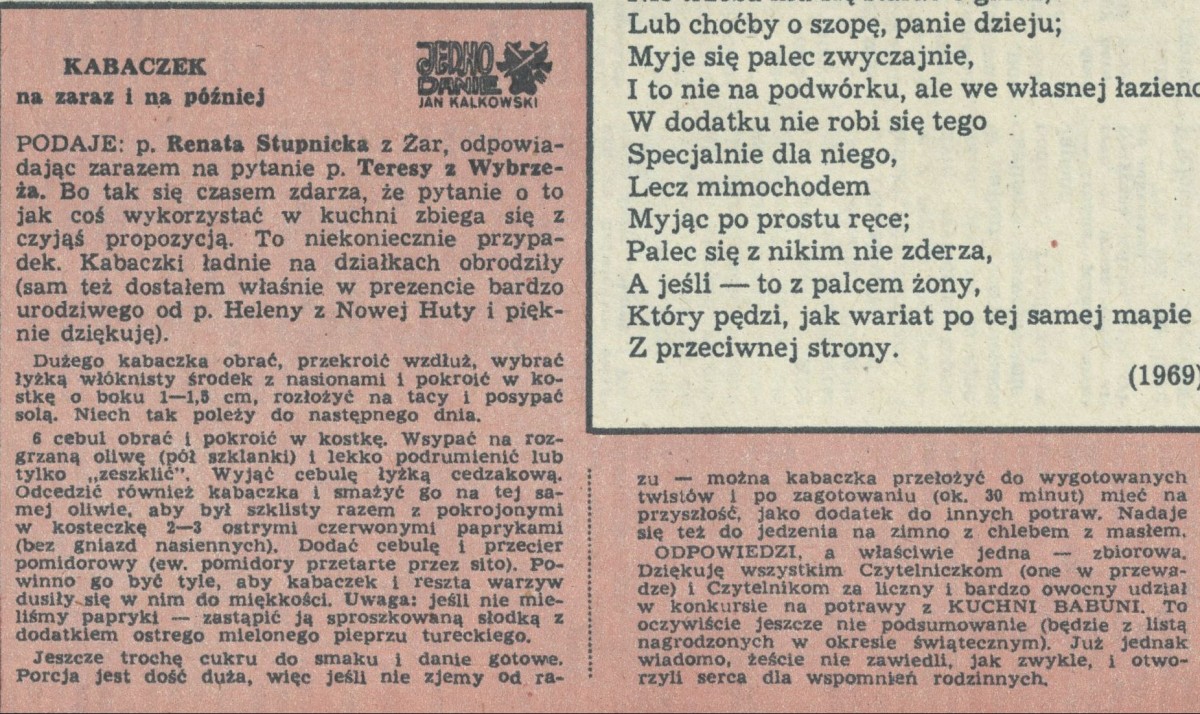 KABACZEK
na zaraz i na później
JEDNO
DANIE
JAN KALKOWSKI
PODAJE: p. Renata Stupnicka z Żar, odpowia-
dając zarazem na pytanie p. Teresy z Wybrze-
ża. Bo tak się czasem zdarza, że pytanie o to
jak coś wykorzystać w kuchni zbiega się z
czyjąś propozycją. To niekoniecznie przypa-
dek. Kabaczki ładnie na działkach obrodziły
(sam też dostałem właśnie w prezencie bardzo
urodziwego od p. Heleny z Nowej Huty i pięk-
nie dziękuję).
Dużego kabaczka obrać, przekroić wzdłuż, wybrać
łyżką włóknisty środek z nasionami i pokroić w ko-
stkę o boku 1—1,5 cm, rozłożyć na tacy i posypać
solą. Niech tak poleży do następnego dnia.
6 cebul obrać i pokroić w kostkę. Wsypać na roz-
grzaną oliwę (pół szklanki) i lekko podrumienić lub
tylko „zeszklić”. Wyjąć cebulę łyżką cedzakową.
Odcedzić również kabaczka i smażyć go na tej sa-
mej oliwie, aby był szklisty razem z pokrojonymi
w kosteczkę 2—3 ostrymi czerwonymi paprykami
(bez gniazd nasiennych). Dodać cebulę i przecier
pomidorowy (ew. pomidory przetarte przez sito). Po-
winno go być tyle, aby kabaczek i reszta warzyw
dusiły się w nim do miękkości. Uwaga: jeśli nie mie-
liśmy papryki — zastąpić ją sproszkowaną słodką z
dodatkiem ostrego mielonego pieprzu tureckiego.
Jeszcze trochę cukru do smaku i danie gotowe.
Porcja jest dość duża, więc jeśli nie zjemy od ra-
zu — można kabaczka przełożyć do wygotowanych
twistów i po zagotowaniu (ok. 30 minut) mieć na
przyszłość, jako dodatek do innych potraw. Nadaje
się też do jedzenia na zimno z chlebem z masłem.
ODPOWIEDZI, a właściwie jedna — zbiorowa.
Dziękuję wszystkim Czytelniczkom (one w przewa-
dze) i Czytelnikom za liczny i bardzo owocny udział
w konkursie na potrawy z KUCHNI BABUNI. To
oczywiście jeszcze nie podsumowanie (będzie z listą
nagrodzonych w okresie świątecznym). Już jednak
wiadomo, żeście nie zawiedli, jak zwykle, i otwo-
rzyli serca dla wspomnień rodzinnych.
Lub choćby o szopę, panie dzieju;
Myje się palec zwyczajnie,
I to nie na podwórku, ale we własnej łazienc
W dodatku nie robi się tego
Specjalnie dla niego,
Lecz mimochodem
Myjąc po prostu ręce;
Palec się z nikim nie zderza,
A jeśli — to z palcem żony,
Który pędzi, jak wariat po tej samej mapie
Z przeciwnej strony.
(1969)